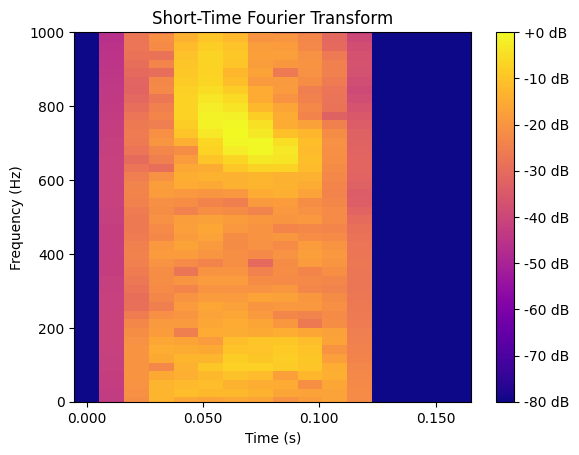 Short-Time Fourier Transform
1000
800
600
400
200
0
Frequency (Hz)
0.000
0.050
0.100
0.150
Time (s)
+0 dB
-10 dB
-20 dB
-30 dB
-40 dB
-50 dB
-60 dB
-70 dB
-80 dB